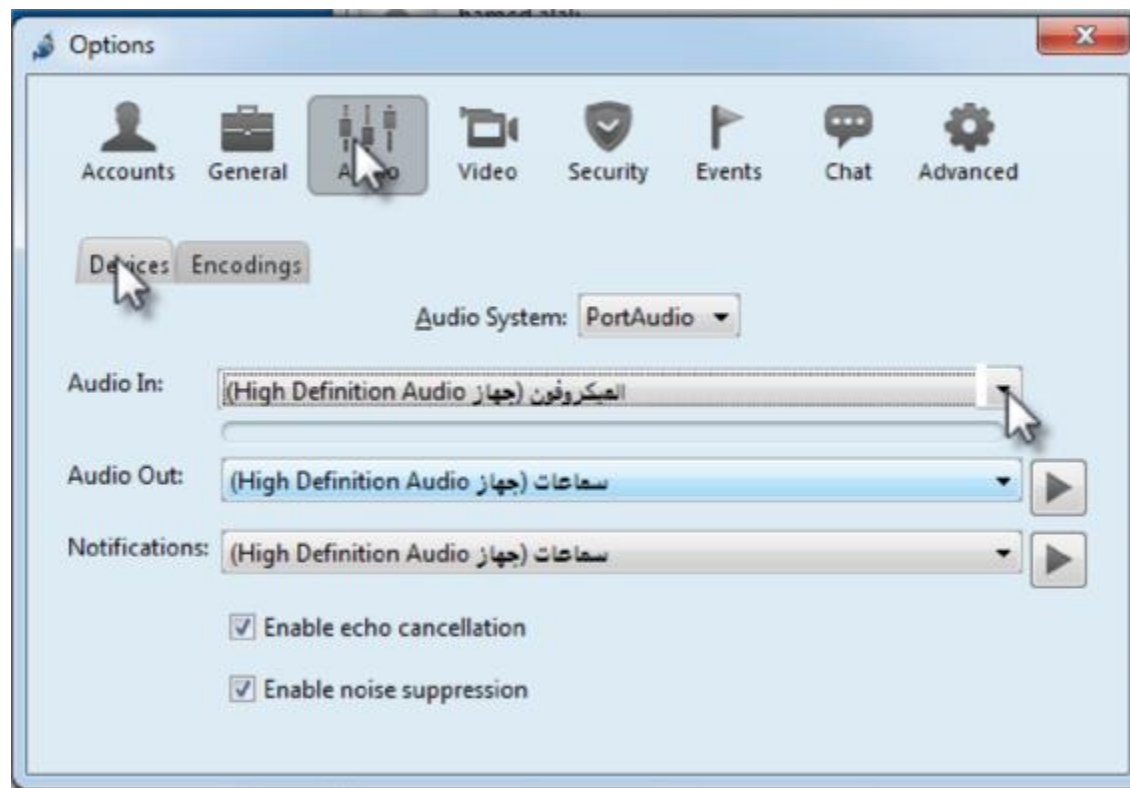 Options
Accounts General Audio Video Security Events Chat Advanced
Devices Encodings
Audio System: PortAudio
Audio In: الميكروفون (جهاز High Definition Audio)
Audio Out: سماعات (جهاز High Definition Audio)
Notifications: سماعات (جهاز High Definition Audio)
Enable echo cancellation
Enable noise suppression